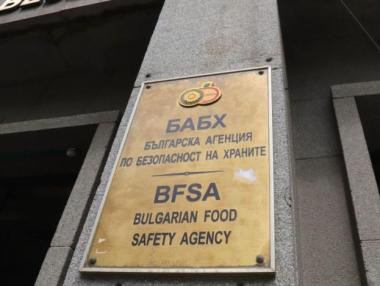 БАБХ
БЪЛГАРСКА АГЕНЦИЯ
ПО БЕЗОПАСНОСТ НА ХРАНИТЕ
BFSA
BULGARIAN FOOD
SAFETY AGENCY